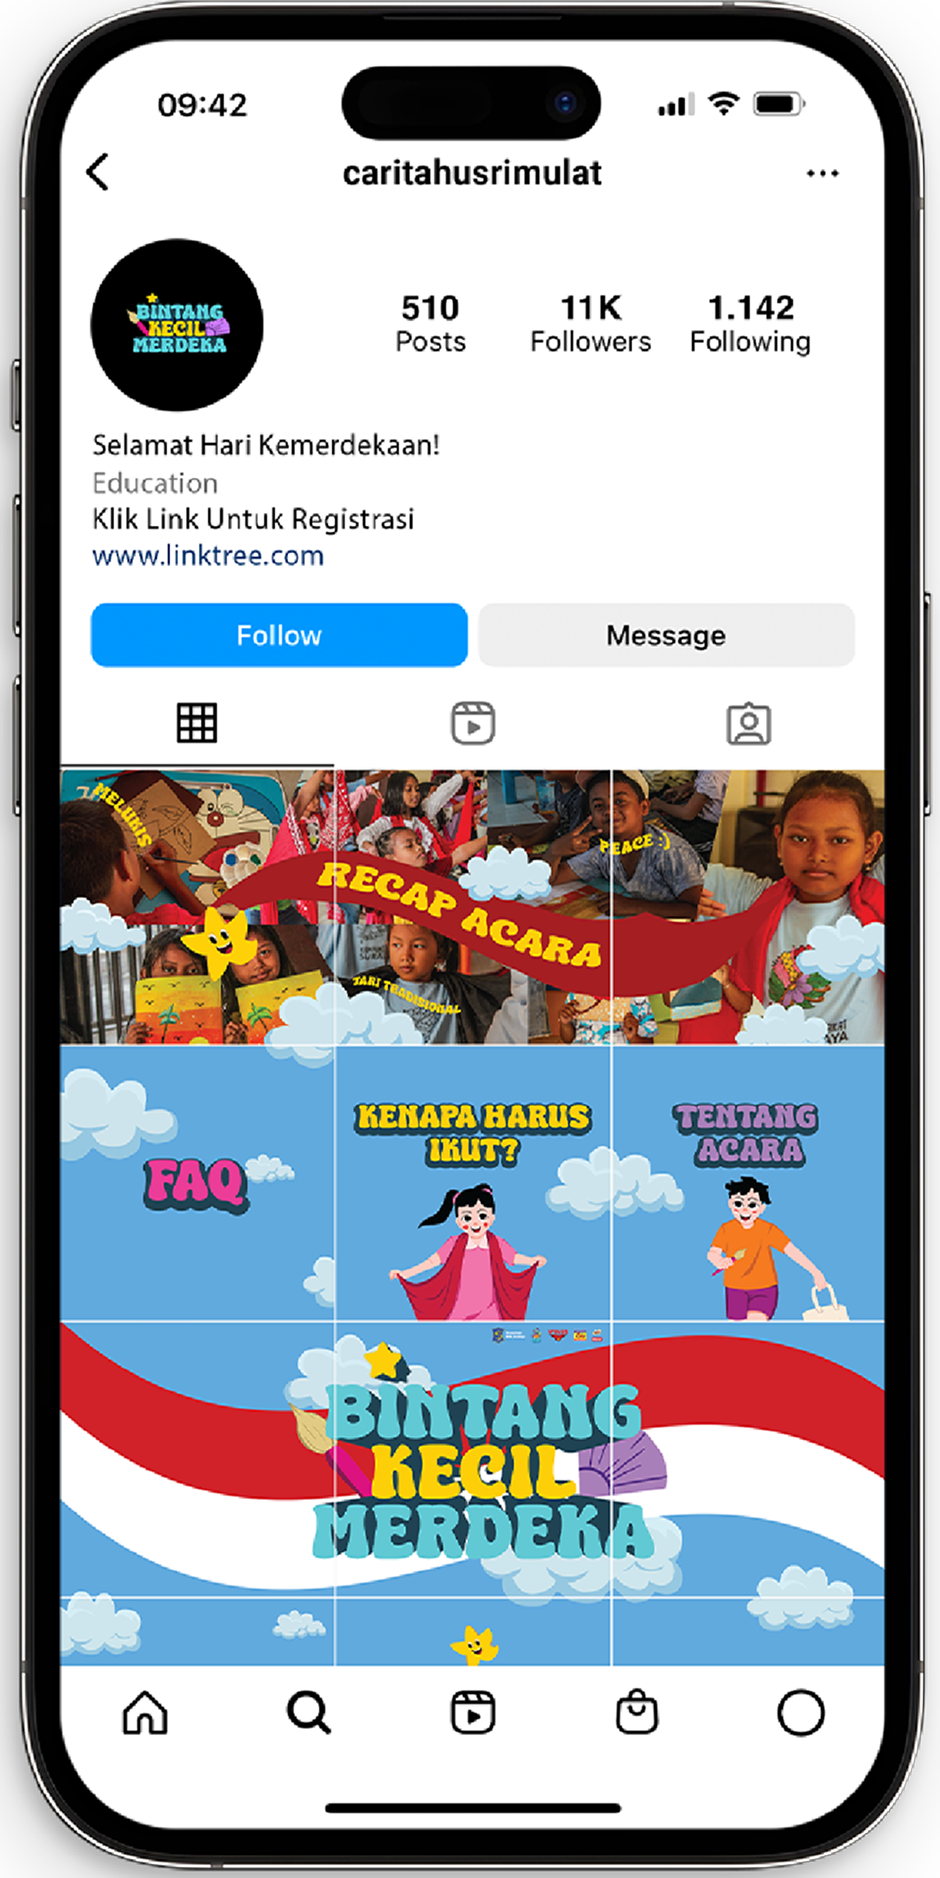 09:42
caritahusrimulat
BINTANG
KECIL
MERDEKA
510
Posts
11K
Followers
1.142
Following
Selamat Hari Kemerdekaan!
Education
Klik Link Untuk Registrasi
www.linktree.com
Follow
Message
MELUKIS
PEACE :)
RECAP ACARA
TARI TRADISIONAL
FAQ
KENAPA HARUS
IKUT?
TENTANG
ACARA
BINTANG
KECIL
MERDEKA